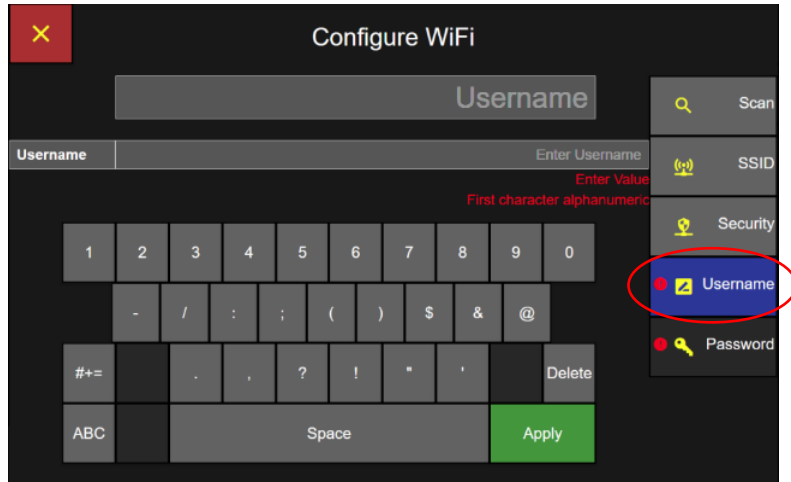 Configure WiFi
Username
Scan
Username Enter Username
SSID
Enter Value
First character alphanumeric
Security
1 2 3 4 5 6 7 8 9 0
Username
- / : ; ( ) $ & @
Password
#+= . , ? ! " ' Delete
ABC Space Apply